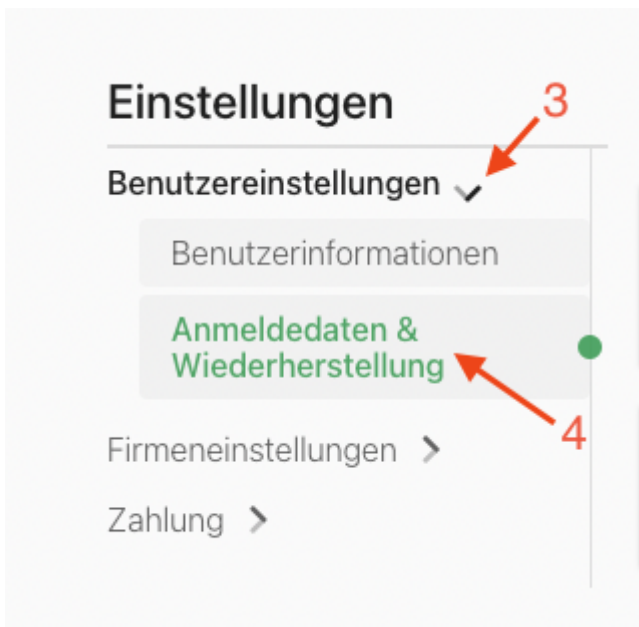 Einstellungen
3
Benutzereinstellungen
Benutzerinformationen
Anmeldedaten &
Wiederherstellung
4
Firmeneinstellungen
Zahlung